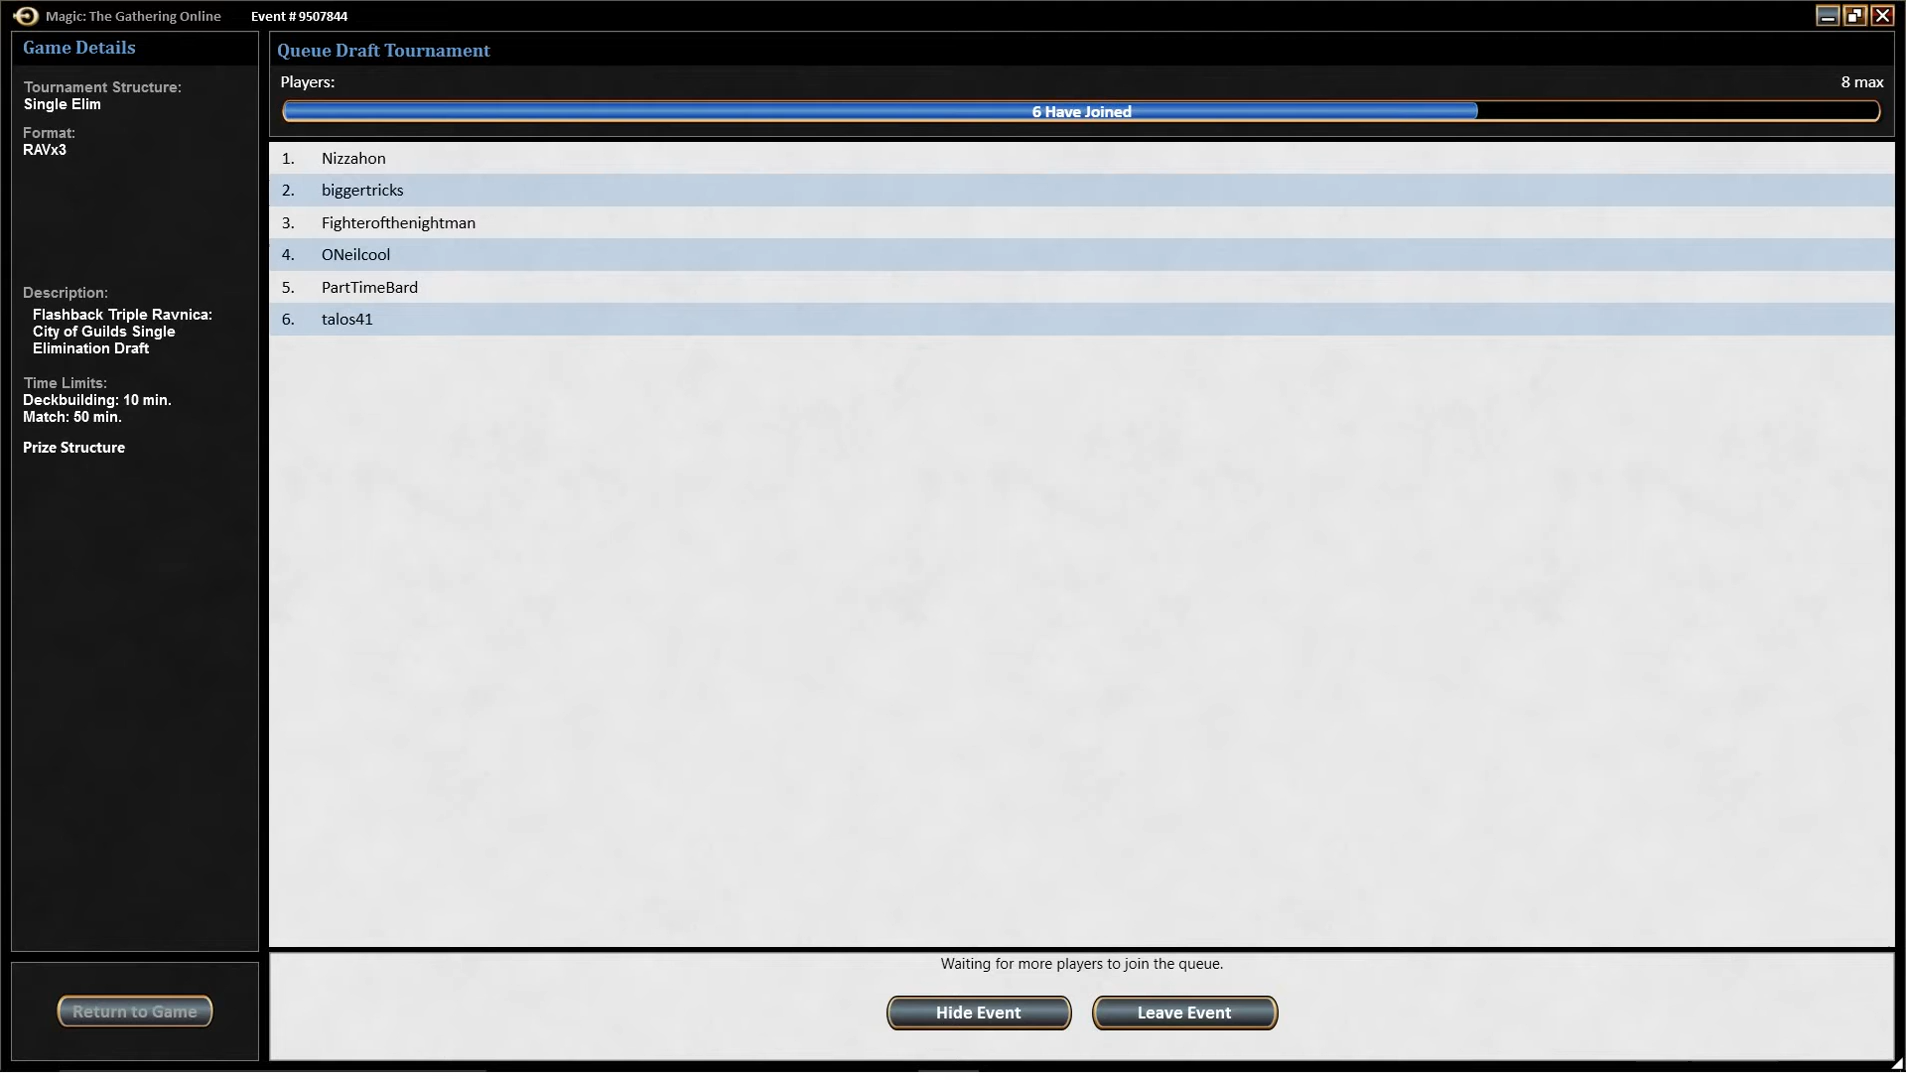 Magic: The Gathering Online Event # 9507844
Game Details
Tournament Structure:
Single Elim
Format:
RAVx3
Description:
Flashback Triple Ravnica:
City of Guilds Single
Elimination Draft
Time Limits:
Deckbuilding: 10 min.
Match: 50 min.
Prize Structure
Return to Game
Queue Draft Tournament
Players: 8 max
6 Have Joined
1. Nizzahon
2. biggertricks
3. Fighterofthenightman
4. ONeilcool
5. PartTimeBard
6. talos41
Waiting for more players to join the queue.
Hide Event Leave Event